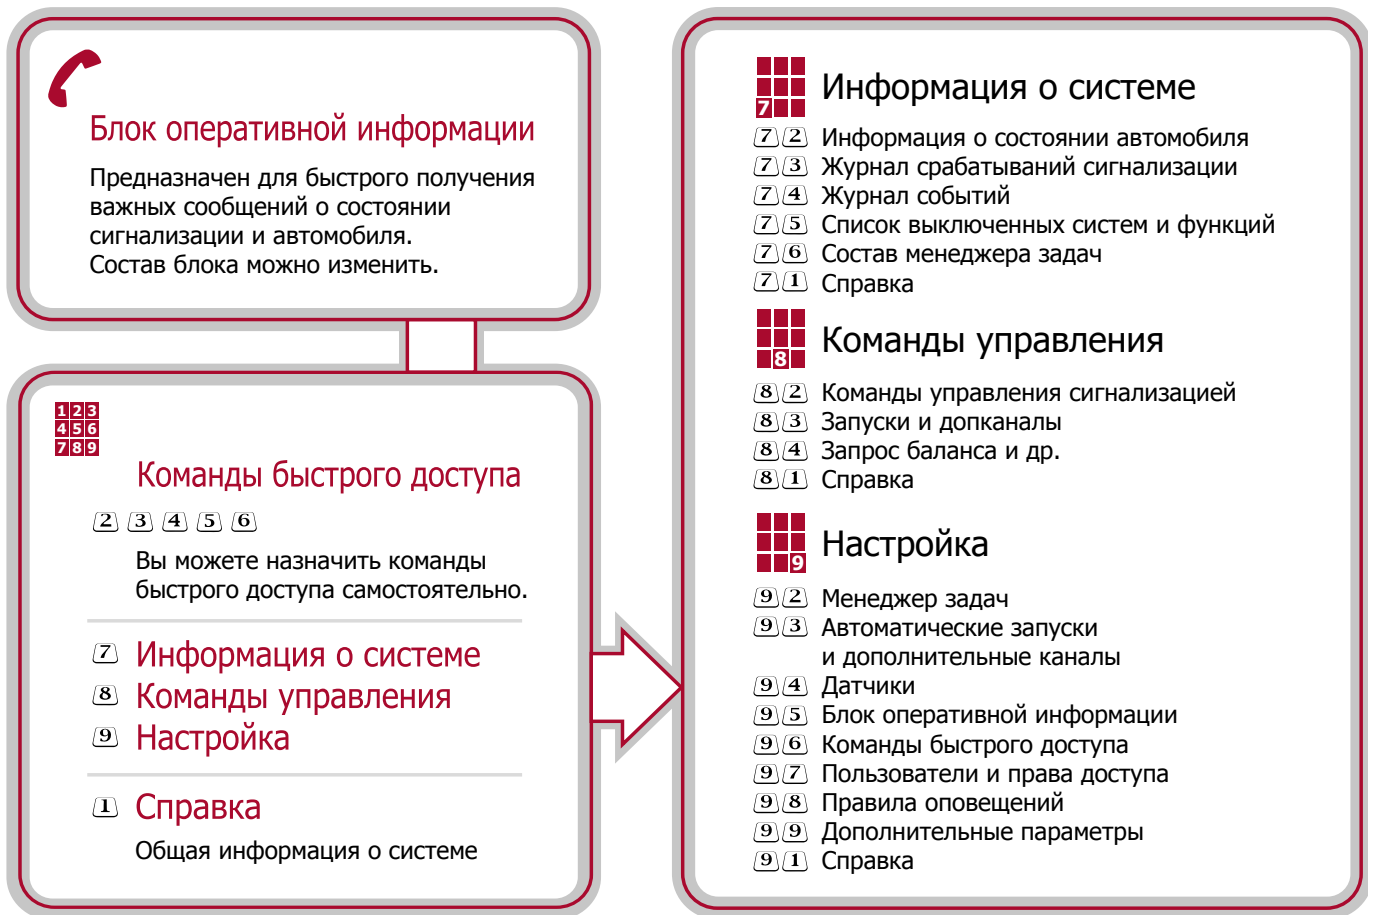 Блок оперативной информации
Предназначен для быстрого получения
важных сообщений о состоянии
сигнализации и автомобиля.
Состав блока можно изменить.
1 2 3
4 5 6
7 8 9
Команды быстрого доступа
2 3 4 5 6
Вы можете назначить команды
быстрого доступа самостоятельно.
7 Информация о системе
8 Команды управления
9 Настройка
1 Справка
Общая информация о системе
7 Информация о системе
7 2 Информация о состоянии автомобиля
7 3 Журнал срабатываний сигнализации
7 4 Журнал событий
7 5 Список выключенных систем и функций
7 6 Состав менеджера задач
7 1 Справка
8 Команды управления
8 2 Команды управления сигнализацией
8 3 Запуски и допканалы
8 4 Запрос баланса и др.
8 1 Справка
9 Настройка
9 2 Менеджер задач
9 3 Автоматические запуски
и дополнительные каналы
9 4 Датчики
9 5 Блок оперативной информации
9 6 Команды быстрого доступа
9 7 Пользователи и права доступа
9 8 Правила оповещений
9 9 Дополнительные параметры
9 1 Справка